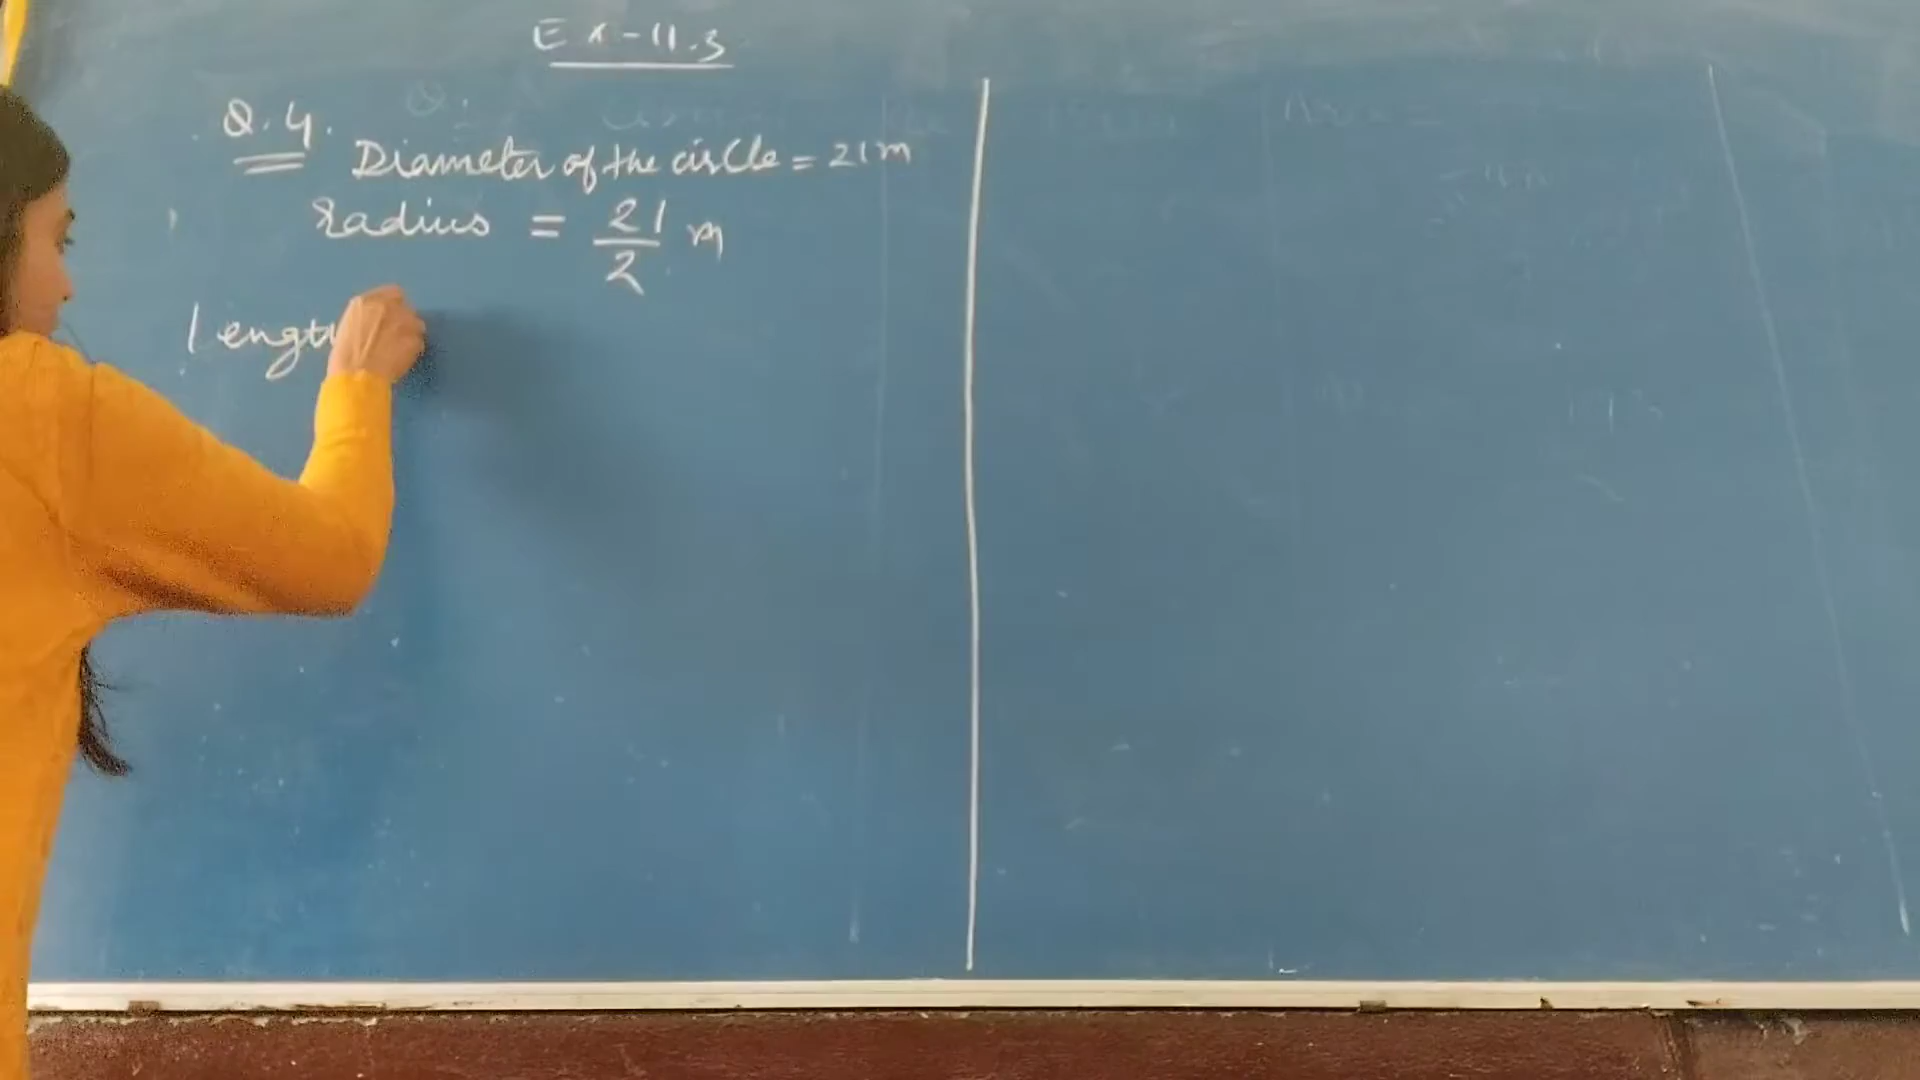 Ex-11.3
Q.4.
Diameter of the circle = 21m
radius = 21/2 m
Length